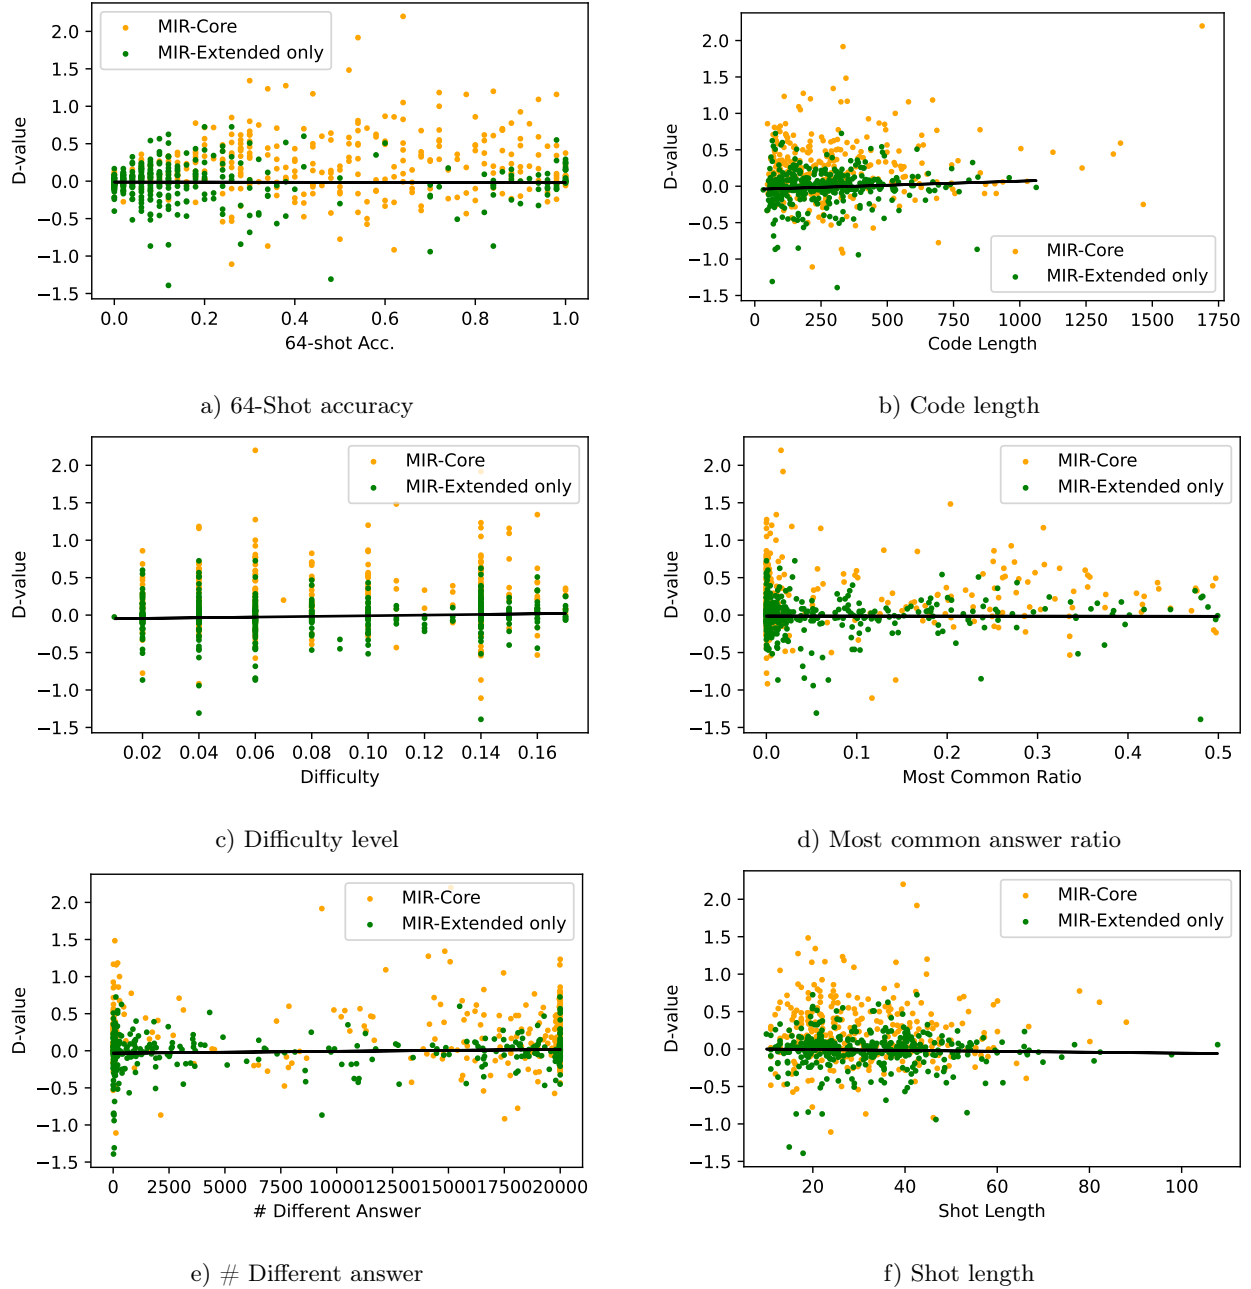 MIR-Core
MIR-Extended only
D-value
2.0
1.5
1.0
0.5
0.0
−0.5
−1.0
−1.5
0.0 0.2 0.4 0.6 0.8 1.0
64-shot Acc.
a) 64-Shot accuracy
D-value
2.0
1.5
1.0
0.5
0.0
−0.5
−1.0
−1.5
MIR-Core
MIR-Extended only
0 250 500 750 1000 1250 1500 1750
Code Length
b) Code length
MIR-Core
MIR-Extended only
D-value
2.0
1.5
1.0
0.5
0.0
−0.5
−1.0
−1.5
0.02 0.04 0.06 0.08 0.10 0.12 0.14 0.16
Difficulty
c) Difficulty level
MIR-Core
MIR-Extended only
D-value
2.0
1.5
1.0
0.5
0.0
−0.5
−1.0
−1.5
0.0 0.1 0.2 0.3 0.4 0.5
Most Common Ratio
d) Most common answer ratio
MIR-Core
MIR-Extended only
D-value
2.0
1.5
1.0
0.5
0.0
−0.5
−1.0
−1.5
0 2500 5000 7500 10000 12500 15000 17500 20000
# Different Answer
e) # Different answer
MIR-Core
MIR-Extended only
D-value
2.0
1.5
1.0
0.5
0.0
−0.5
−1.0
−1.5
20 40 60 80 100
Shot Length
f) Shot length